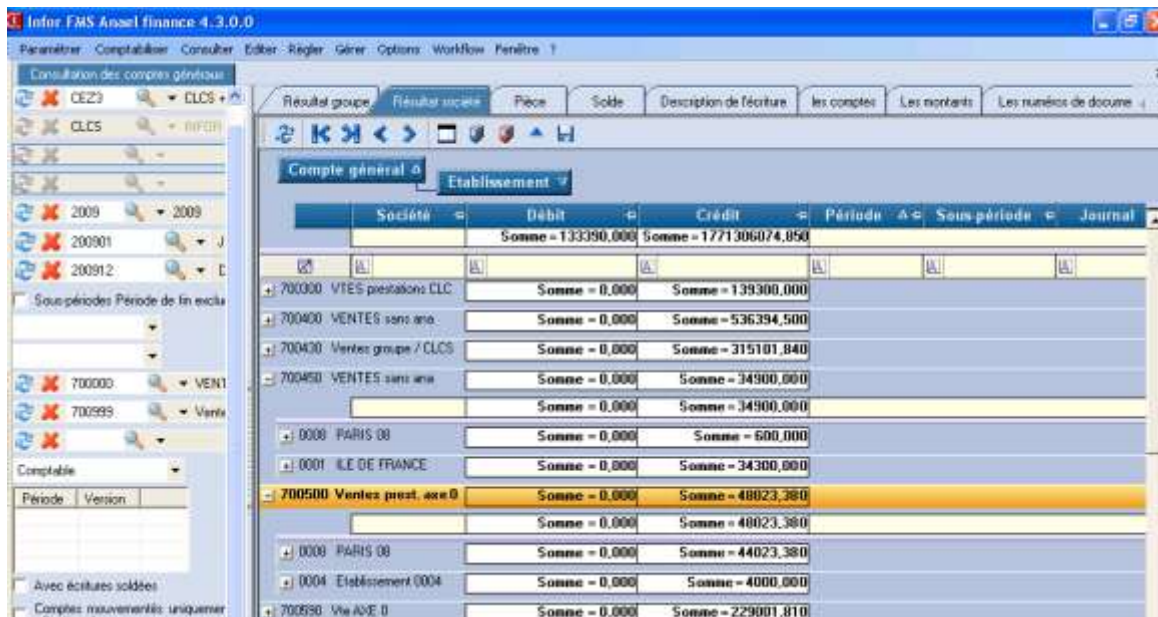 Infor FMS Anael finance 4.3.0.0
Paramétrer Comptabiliser Consulter Editer Régler Gérer Options Workflow Fenêtre ?
Consultation des comptes généraux
CEZ3 CLCS +
CLCS
2009 2009
200901 J
200912 D
Sous-périodes Période de fin exclu
700000 VENT
700999 Vente
Comptable
Période Version
Avec écritures soldées
Comptes mouvementés uniquemer
Résultat groupe Résultat société Pièce Solde Description de l'écriture les comptes Les montants Les numéros de docume
Compte général
Etablissement
Société Débit Crédit Période Sous-période Journal
Somme=133390,000 Somme=1771306074,850
700300 VTES prestations CLC Somme = 0,000 Somme=139300,000
700400 VENTES sans ana Somme = 0,000 Somme=536394,500
700430 Ventes groupe / CLCS Somme = 0,000 Somme=315101,840
700450 VENTES sans ana Somme = 0,000 Somme=34900,000
Somme = 0,000 Somme=34900,000
0008 PARIS 08 Somme = 0,000 Somme = 600,000
0001 ILE DE FRANCE Somme = 0,000 Somme=34300,000
700500 Ventes prest. axe 0 Somme = 0,000 Somme=48023,380
Somme = 0,000 Somme=48023,380
0008 PARIS 08 Somme = 0,000 Somme=44023,380
0004 Etablissement 0004 Somme = 0,000 Somme=4000,000
700590 Vte AXE 0 Somme = 0,000 Somme=229001,810